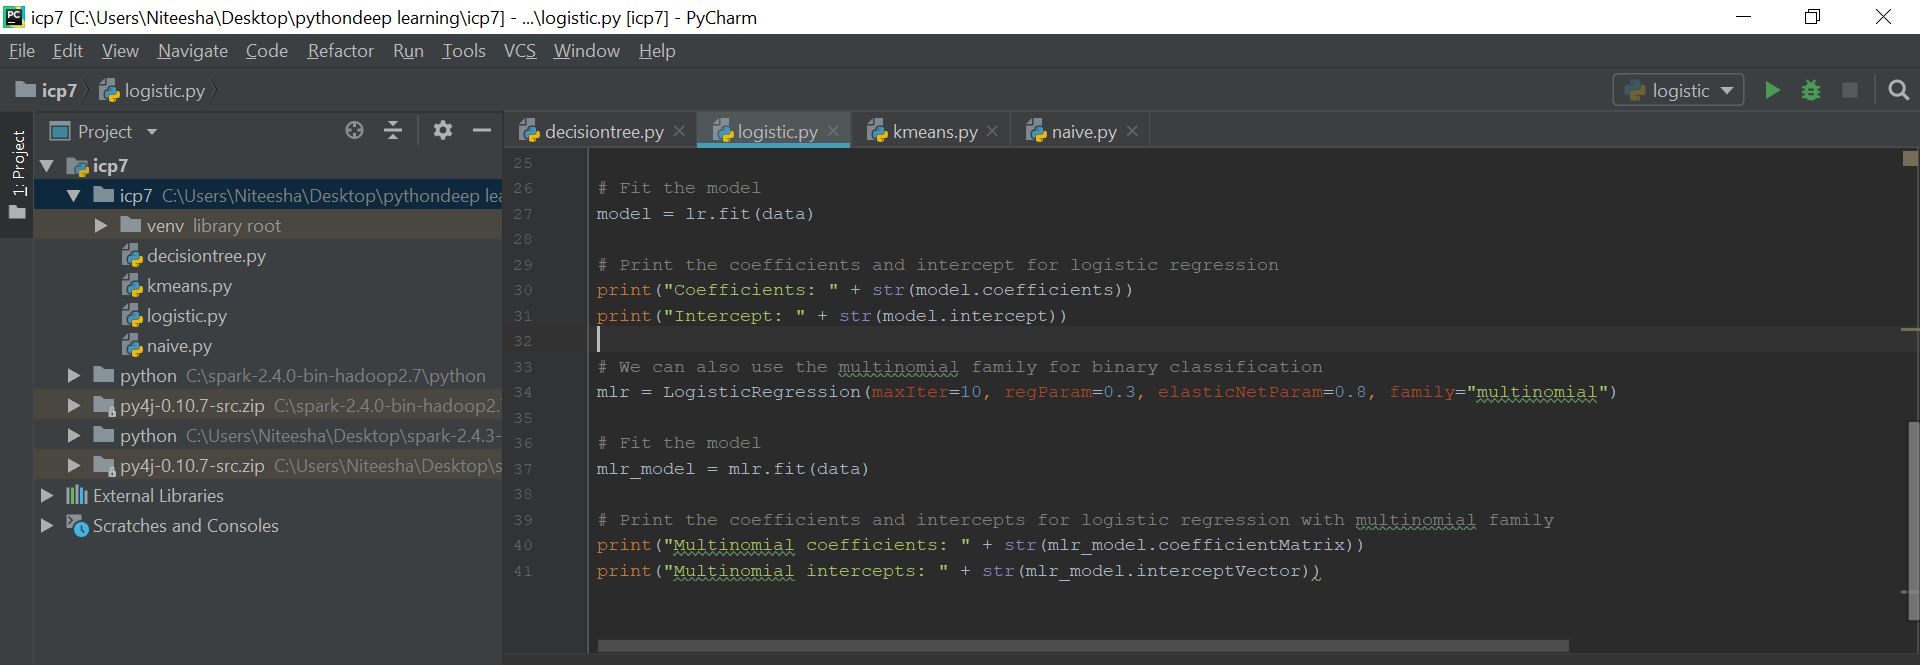 icp7 [C:\Users\Niteesha\Desktop\pythondeep learning\icp7] - ...\logistic.py [icp7] - PyCharm
File Edit View Navigate Code Refactor Run Tools VCS Window Help
icp7 logistic.py
logistic
1: Project
Project
icp7
icp7 C:\Users\Niteesha\Desktop\pythondeep lea
venv library root
decisiontree.py
kmeans.py
logistic.py
naive.py
python C:\spark-2.4.0-bin-hadoop2.7\python
py4j-0.10.7-src.zip C:\spark-2.4.0-bin-hadoop2.
python C:\Users\Niteesha\Desktop\spark-2.4.3-
py4j-0.10.7-src.zip C:\Users\Niteesha\Desktop\s
External Libraries
Scratches and Consoles
decisiontree.py logistic.py kmeans.py naive.py
25
26 # Fit the model
27 model = lr.fit(data)
28
29 # Print the coefficients and intercept for logistic regression
30 print("Coefficients: " + str(model.coefficients))
31 print("Intercept: " + str(model.intercept))
32
33 # We can also use the multinomial family for binary classification
34 mlr = LogisticRegression(maxIter=10, regParam=0.3, elasticNetParam=0.8, family="multinomial")
35
36 # Fit the model
37 mlr_model = mlr.fit(data)
38
39 # Print the coefficients and intercepts for logistic regression with multinomial family
40 print("Multinomial coefficients: " + str(mlr_model.coefficientMatrix))
41 print("Multinomial intercepts: " + str(mlr_model.interceptVector))